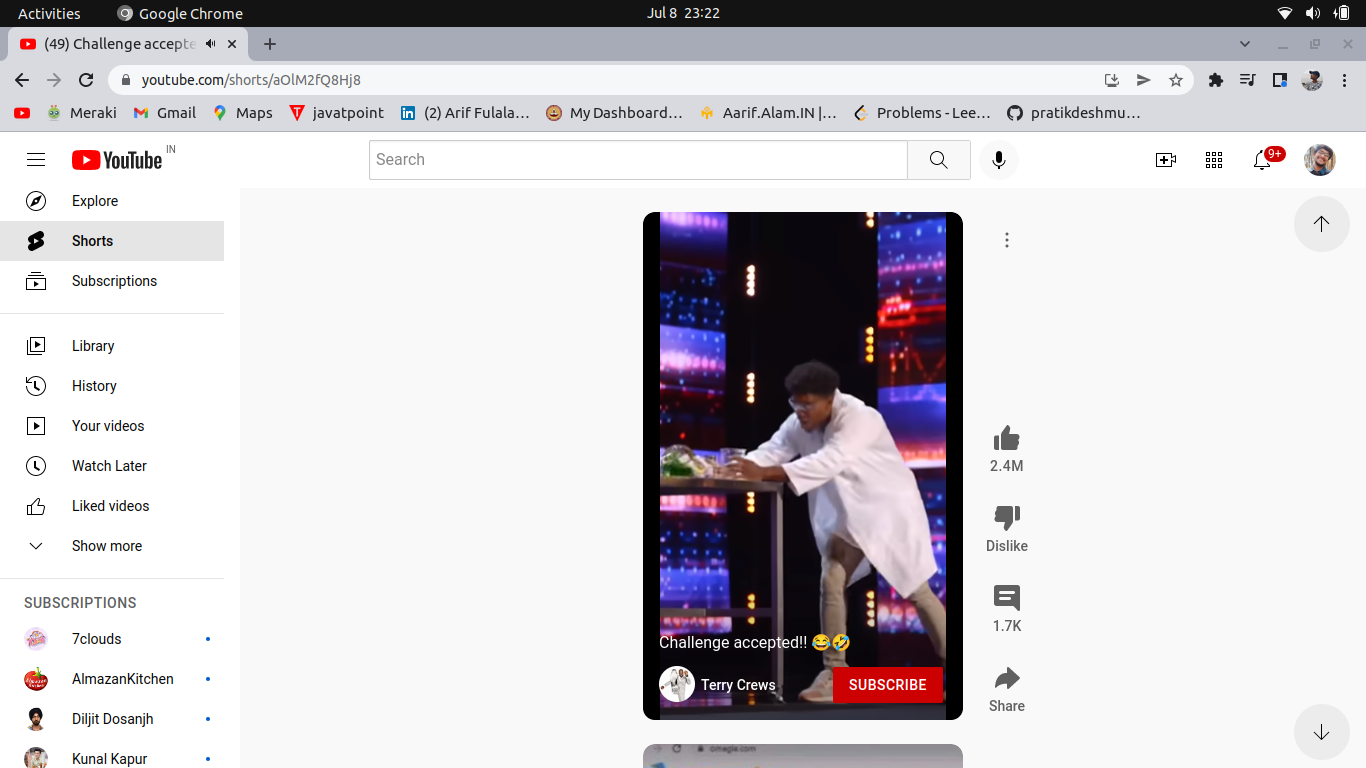 Activities Google Chrome Jul 8 23:22
(49) Challenge accepte
youtube.com/shorts/aOlM2fQ8Hj8
Meraki Gmail Maps javatpoint (2) Arif Fulala... My Dashboard... Aarif.Alam.IN |... Problems - Lee... pratikdeshmu...
YouTube IN Search 9+
Explore
Shorts
Subscriptions
Library
History
Your videos
Watch Later
Liked videos
Show more
SUBSCRIPTIONS
7clouds
AlmazanKitchen
Diljit Dosanjh
Kunal Kapur
Challenge accepted!! 😂🤣
Terry Crews SUBSCRIBE
2.4M
Dislike
1.7K
Share
omegle.com